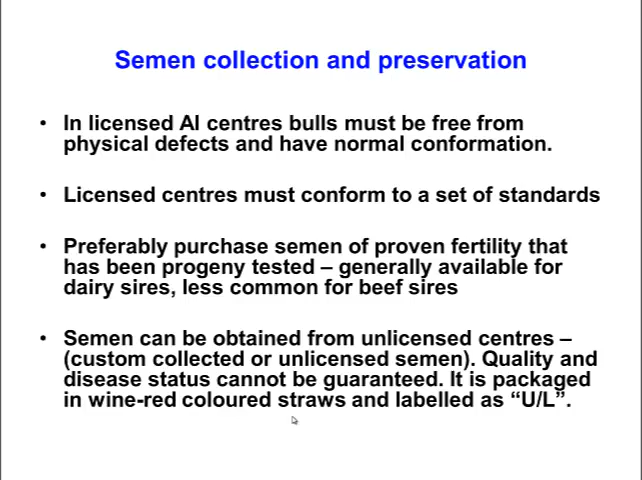 Semen collection and preservation
• In licensed AI centres bulls must be free from
physical defects and have normal conformation.
• Licensed centres must conform to a set of standards
• Preferably purchase semen of proven fertility that
has been progeny tested – generally available for
dairy sires, less common for beef sires
• Semen can be obtained from unlicensed centres –
(custom collected or unlicensed semen). Quality and
disease status cannot be guaranteed. It is packaged
in wine-red coloured straws and labelled as “U/L”.